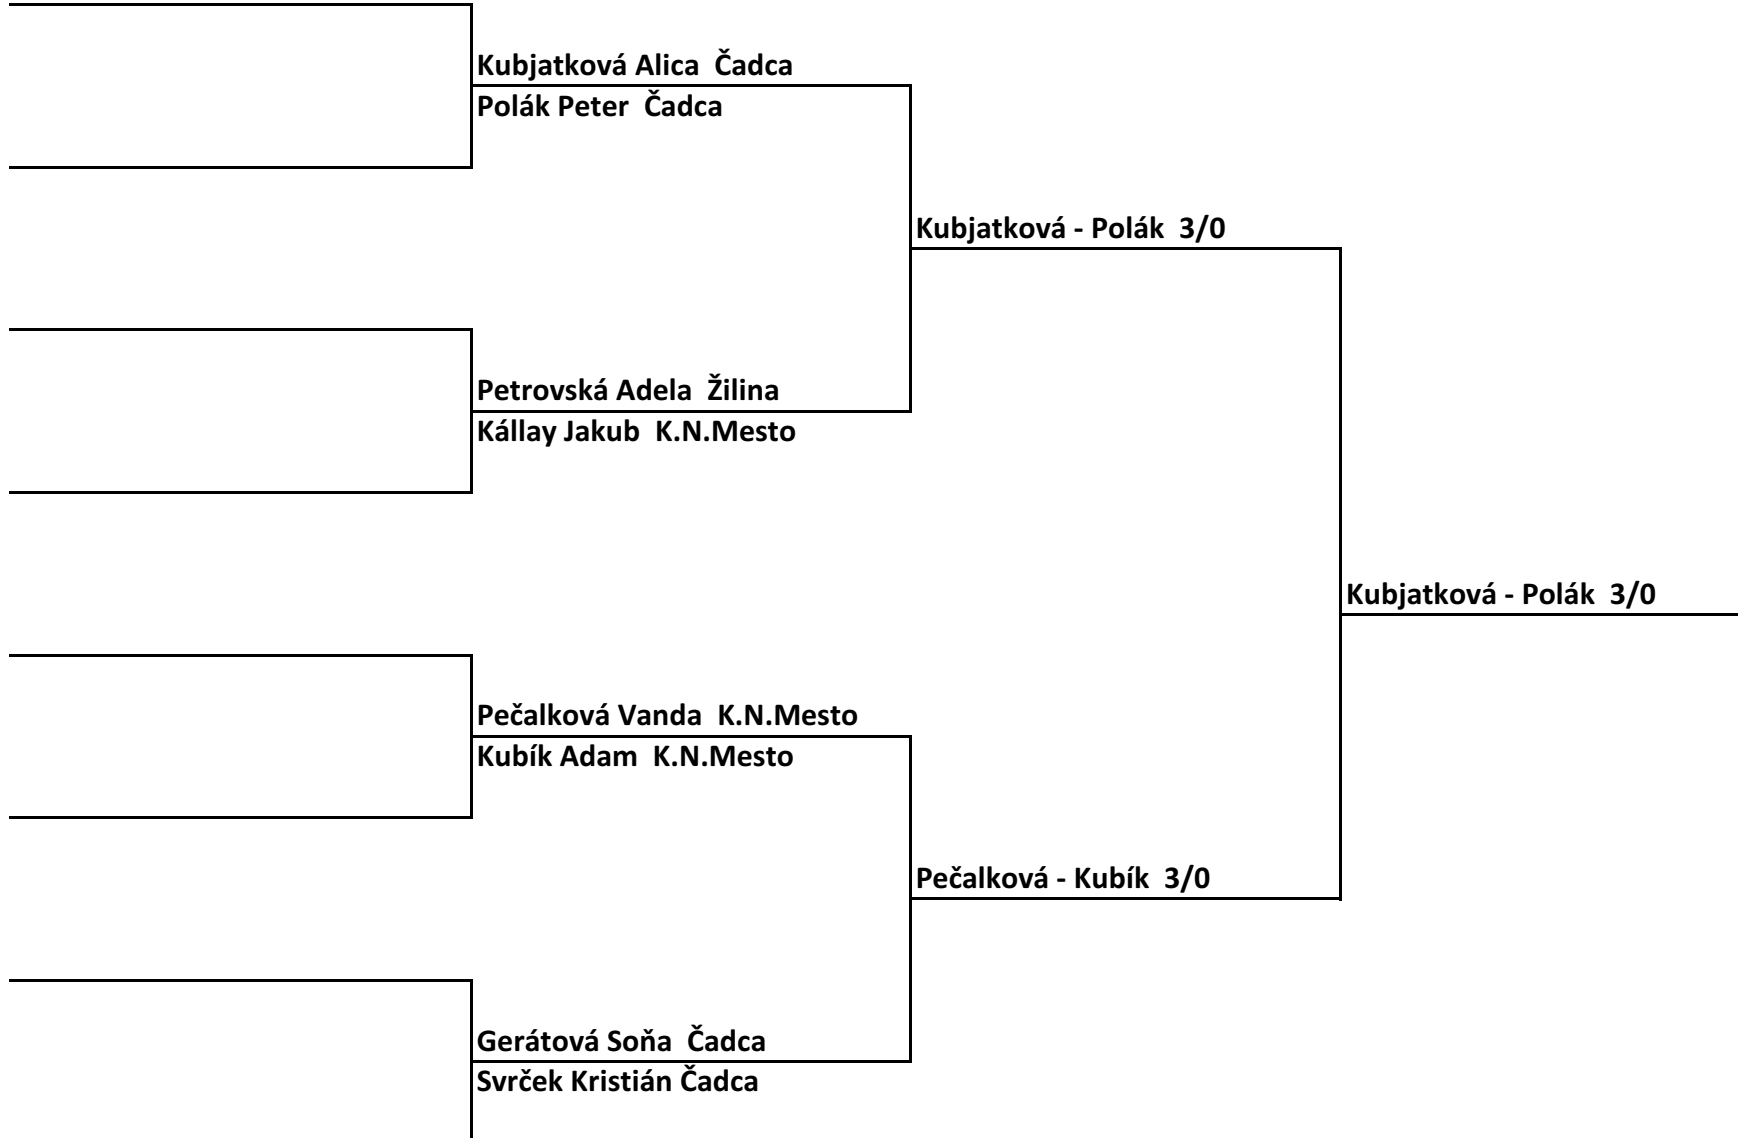 Kubjatková Alica  Čadca
Polák Peter  Čadca
Kubjatková - Polák  3/0
Petrovská Adela  Žilina
Kállay Jakub  K.N.Mesto
Kubjatková - Polák  3/0
Pečalková Vanda  K.N.Mesto
Kubík Adam  K.N.Mesto
Pečalková - Kubík  3/0
Gerátová Soňa  Čadca
Svrček Kristián Čadca